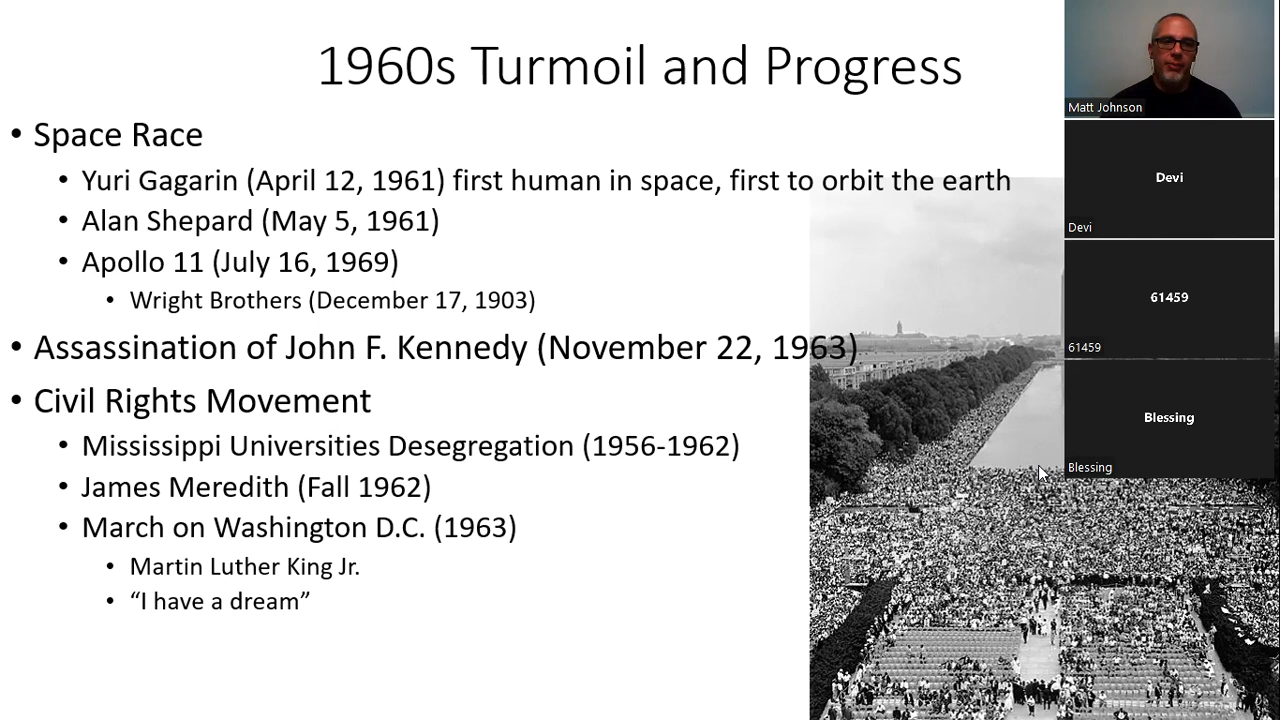 1960s Turmoil and Progress
• Space Race
• Yuri Gagarin (April 12, 1961) first human in space, first to orbit the earth
• Alan Shepard (May 5, 1961)
• Apollo 11 (July 16, 1969)
• Wright Brothers (December 17, 1903)
• Assassination of John F. Kennedy (November 22, 1963)
• Civil Rights Movement
• Mississippi Universities Desegregation (1956-1962)
• James Meredith (Fall 1962)
• March on Washington D.C. (1963)
• Martin Luther King Jr.
• “I have a dream”
Matt Johnson
Devi
Devi
61459
61459
Blessing
Blessing